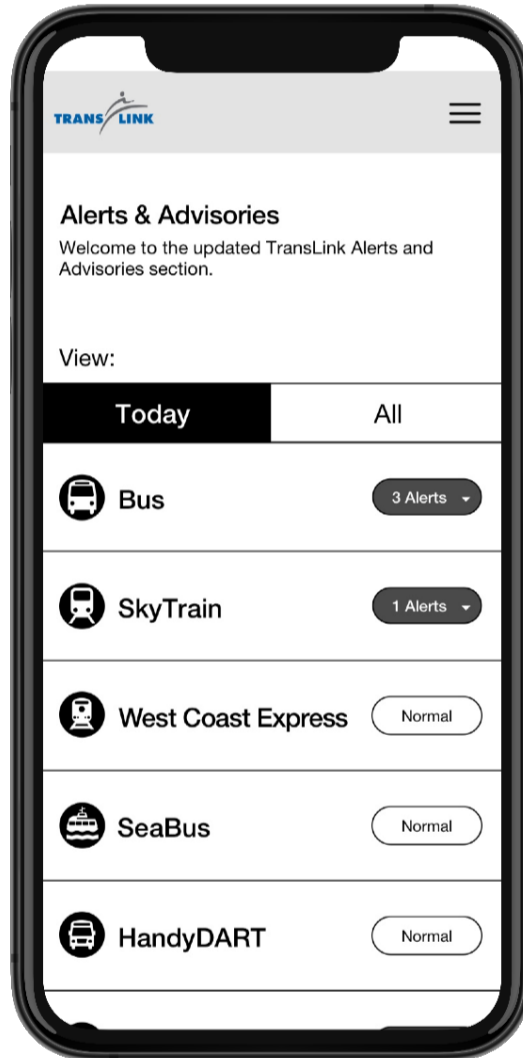 TRANS LINK
Alerts & Advisories
Welcome to the updated TransLink Alerts and
Advisories section.
View:
Today All
Bus 3 Alerts
SkyTrain 1 Alerts
West Coast Express Normal
SeaBus Normal
HandyDART Normal